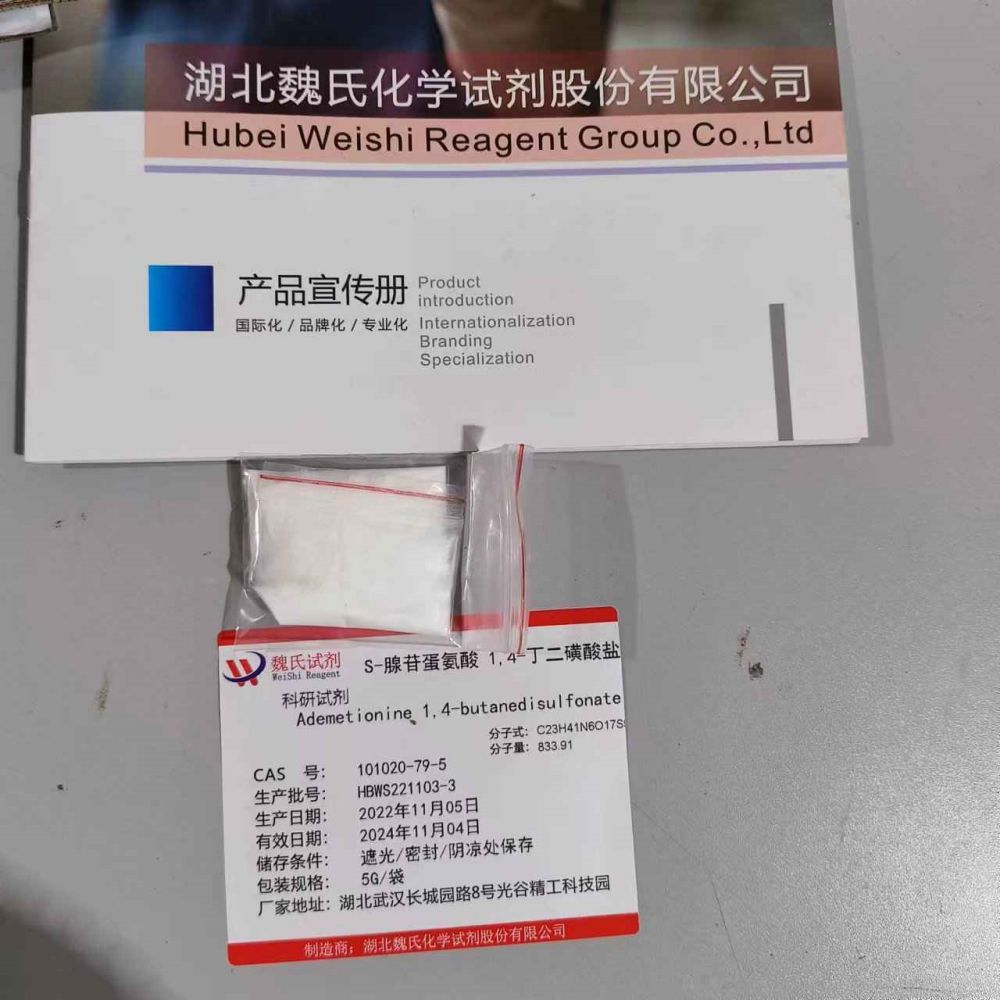 湖北魏氏化学试剂股份有限公司
Hubei Weishi Reagent Group Co.,Ltd
产品宣传册
国际化 / 品牌化 / 专业化
Product
introduction
Internationalization
Branding
Specialization
魏氏试剂
WeiShi Reagent
S-腺苷蛋氨酸 1,4-丁二磺酸盐
科研试剂
Ademetionine 1,4-butanedisulfonate
分子式: C23H41N6O17S
分子量: 833.91
CAS 号: 101020-79-5
生产批号: HBWS221103-3
生产日期: 2022年11月05日
有效日期: 2024年11月04日
储存条件: 遮光/密封/阴凉处保存
包装规格: 5G/袋
厂家地址: 湖北武汉长城园路8号光谷精工科技园
制造商: 湖北魏氏化学试剂股份有限公司